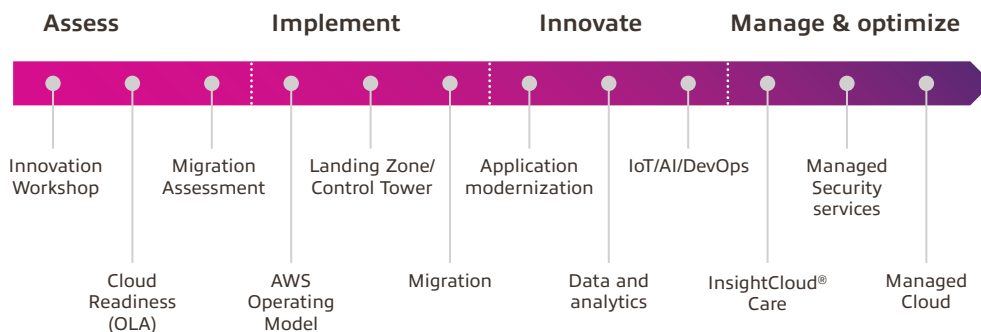 Assess
Implement
Innovate
Manage & optimize
Innovation
Workshop
Migration
Assessment
Landing Zone/
Control Tower
Application
modernization
IoT/AI/DevOps
Managed
Security
services
Cloud
Readiness
(OLA)
AWS
Operating
Model
Migration
Data and
analytics
InsightCloud®
Care
Managed
Cloud